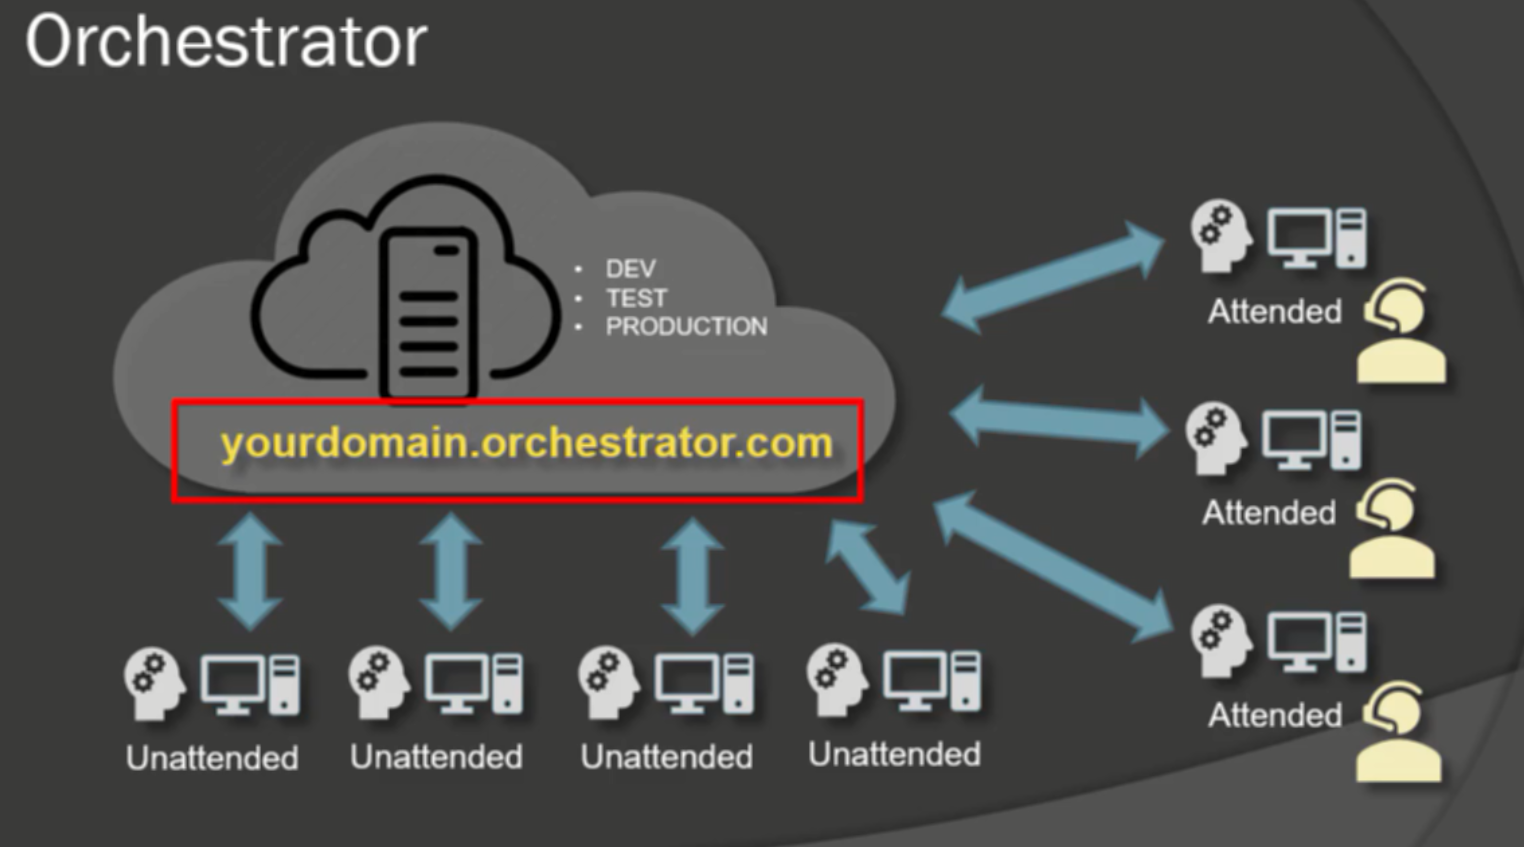 Orchestrator
• DEV
• TEST
• PRODUCTION
yourdomain.orchestrator.com
Attended
Attended
Attended
Unattended
Unattended
Unattended
Unattended